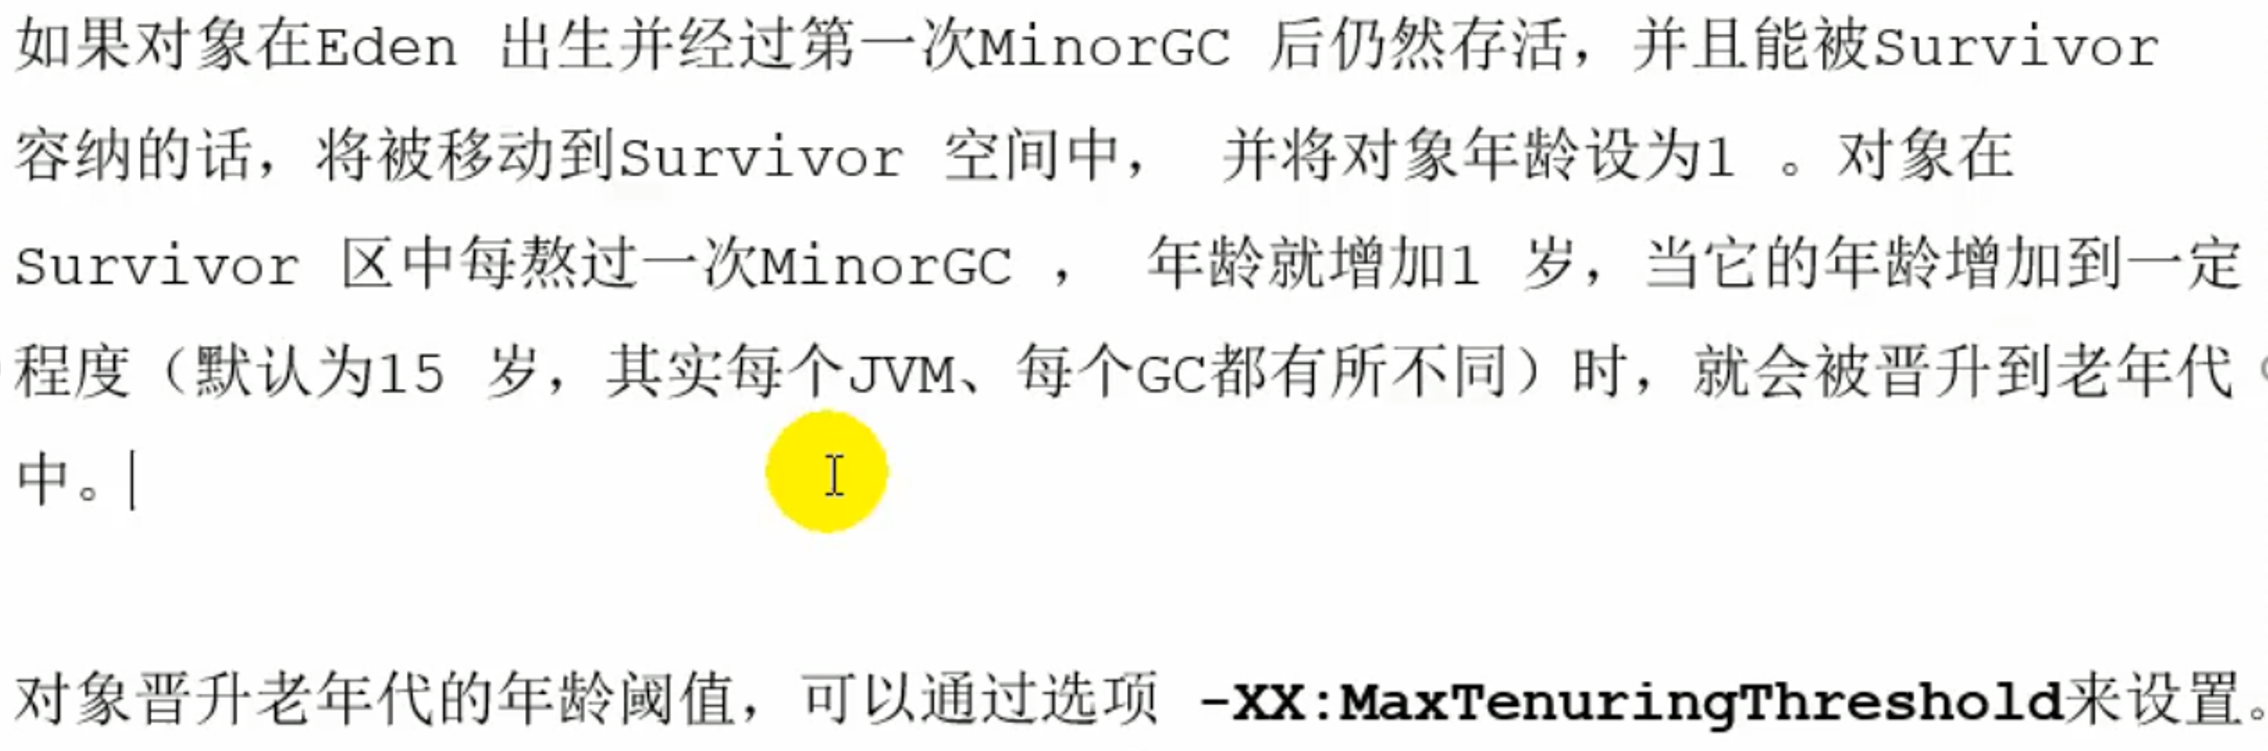 如果对象在Eden 出生并经过第一次MinorGC 后仍然存活，并且能被Survivor
容纳的话，将被移动到Survivor 空间中， 并将对象年龄设为1 。对象在
Survivor 区中每熬过一次MinorGC ， 年龄就增加1 岁，当它的年龄增加到一定
程度（默认为15 岁，其实每个JVM、每个GC都有所不同）时，就会被晋升到老年代
中。
对象晋升老年代的年龄阈值，可以通过选项 -XX:MaxTenuringThreshold来设置。